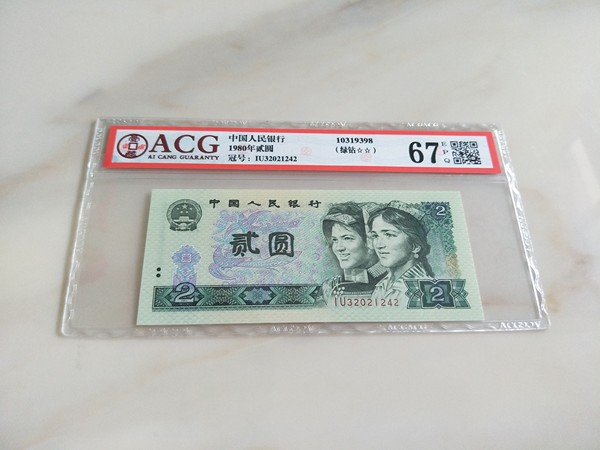 ACG
AI CANG GUARANTY
中国人民银行
1980年贰圆
冠号：IU32021242
10319398
（绿钻☆☆）
67 EPQ
中国人民银行
2
贰圆
2
IU32021242
2